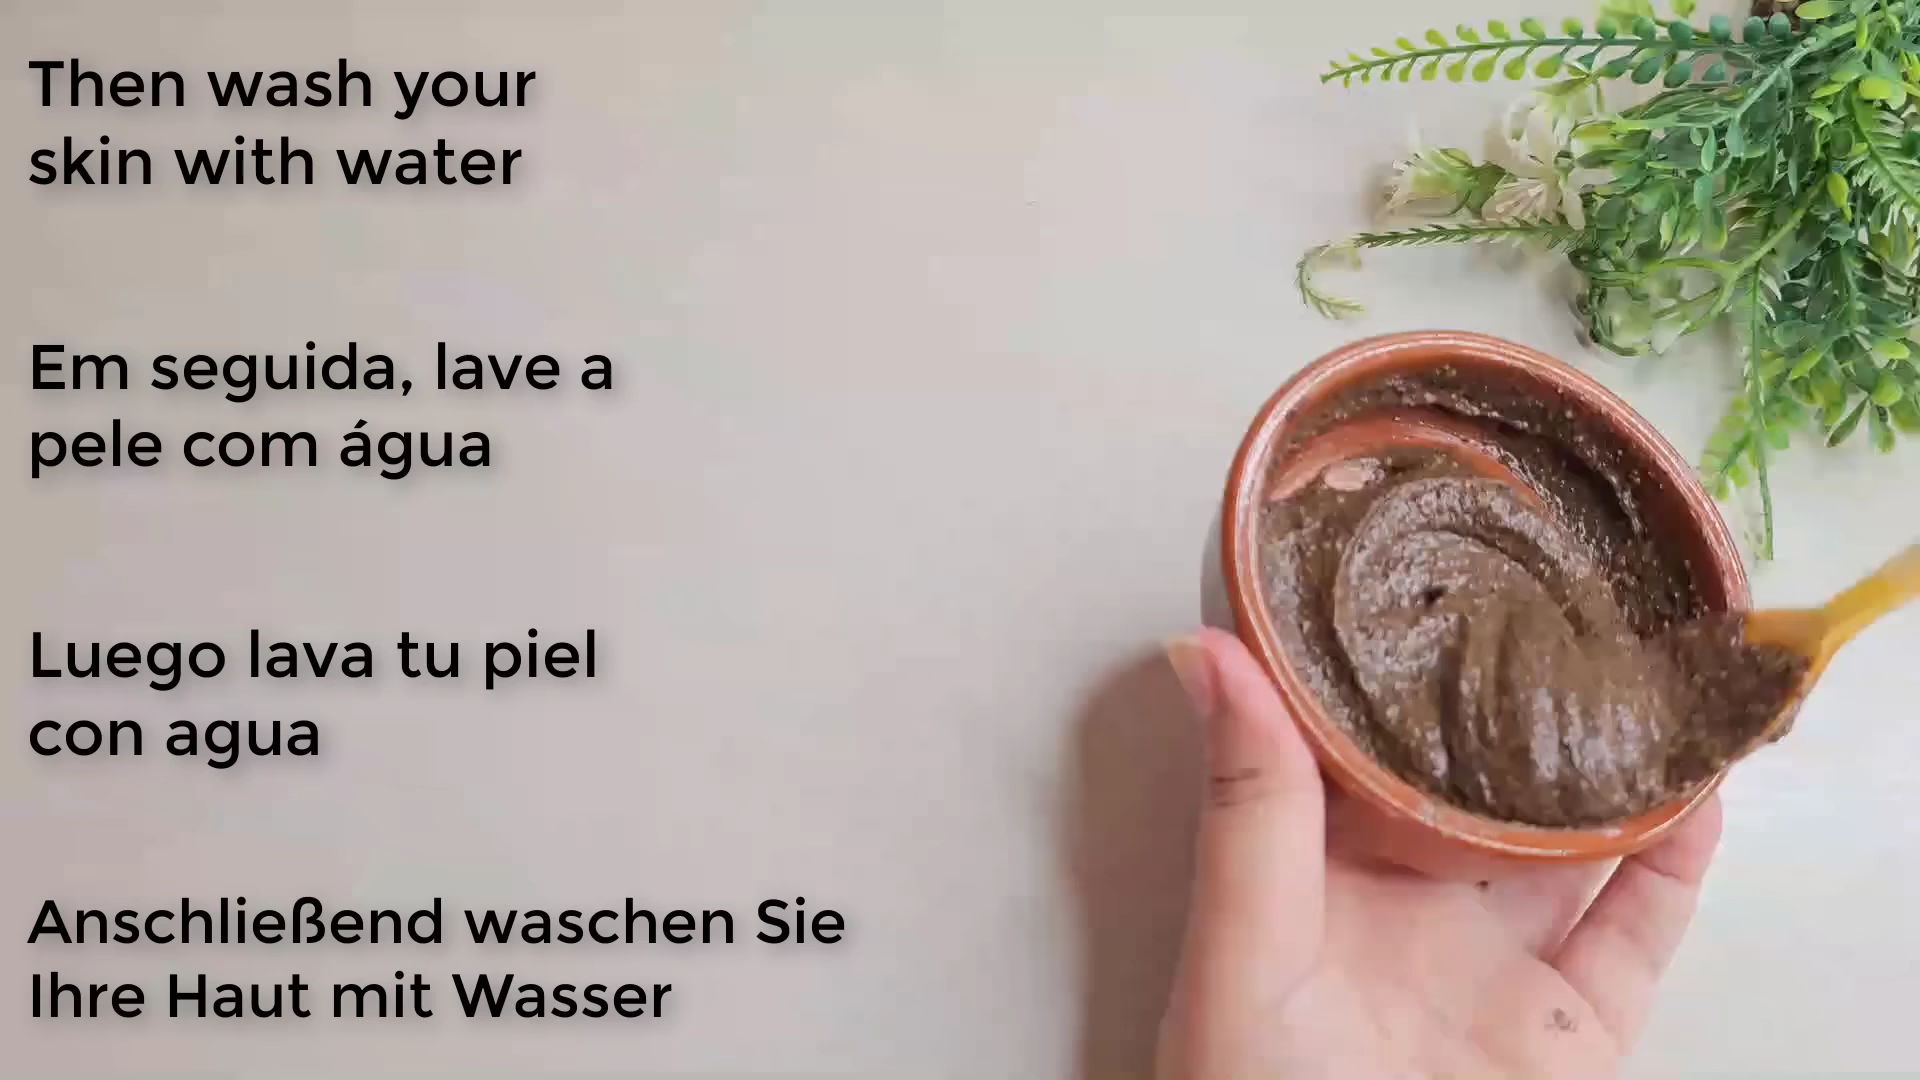 Then wash your
skin with water
Em seguida, lave a
pele com água
Luego lava tu piel
con agua
Anschließend waschen Sie
Ihre Haut mit Wasser